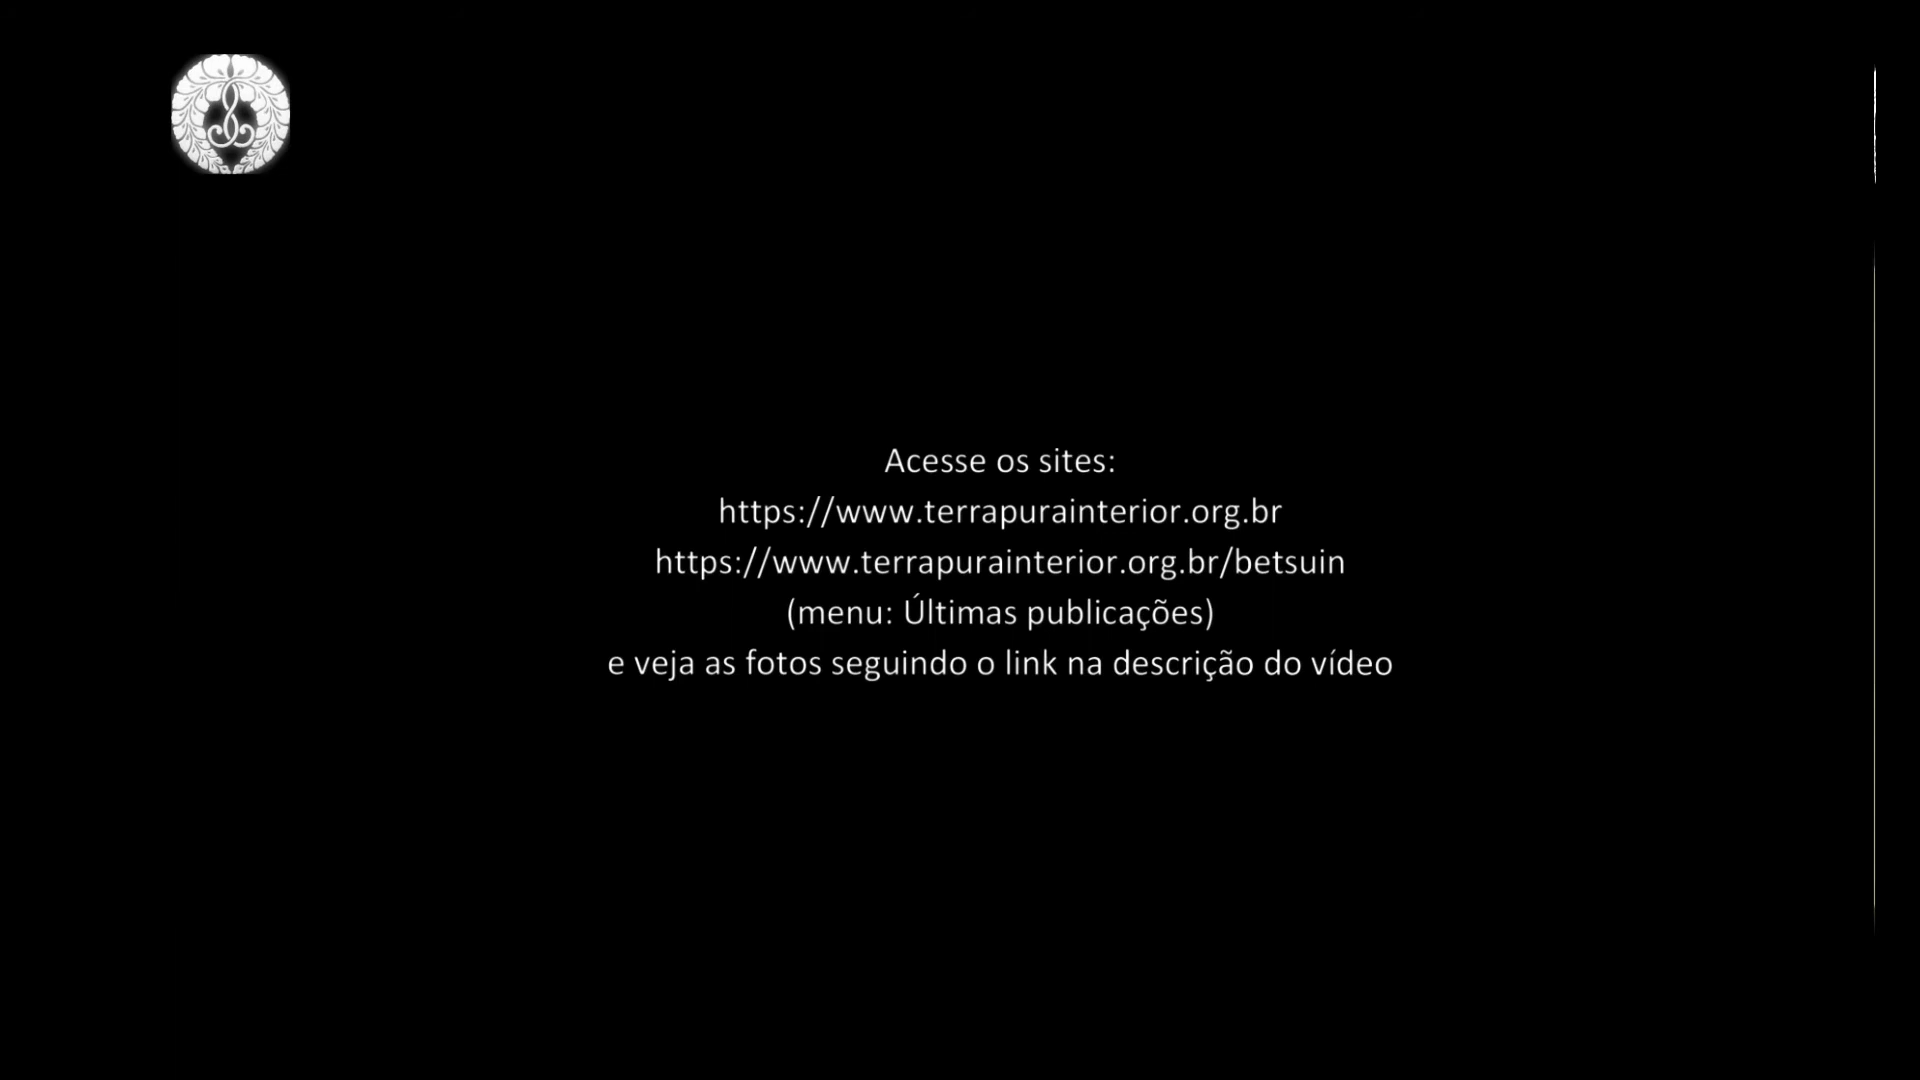 Acesse os sites:
https://www.terrapurainterior.org.br
https://www.terrapurainterior.org.br/betsuin
(menu: Últimas publicações)
e veja as fotos seguindo o link na descrição do vídeo